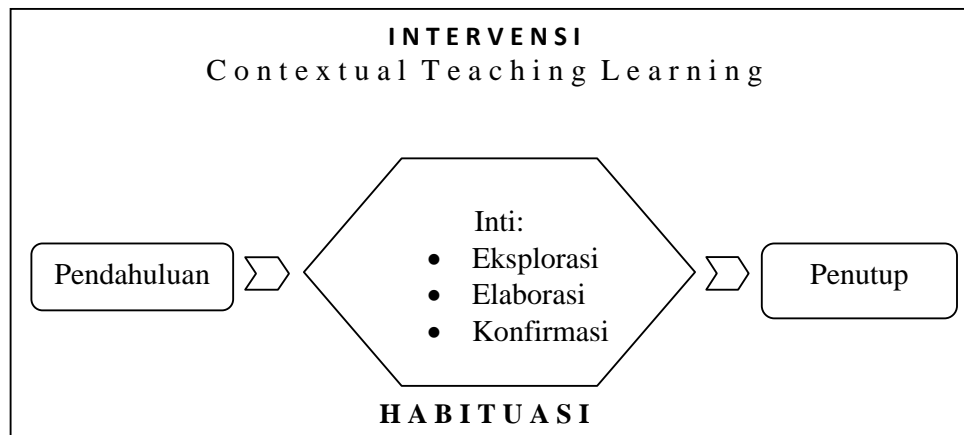 INTERVENSI
Contextual Teaching Learning
Pendahuluan
Inti:
• Eksplorasi
• Elaborasi
• Konfirmasi
Penutup
HABITUASI